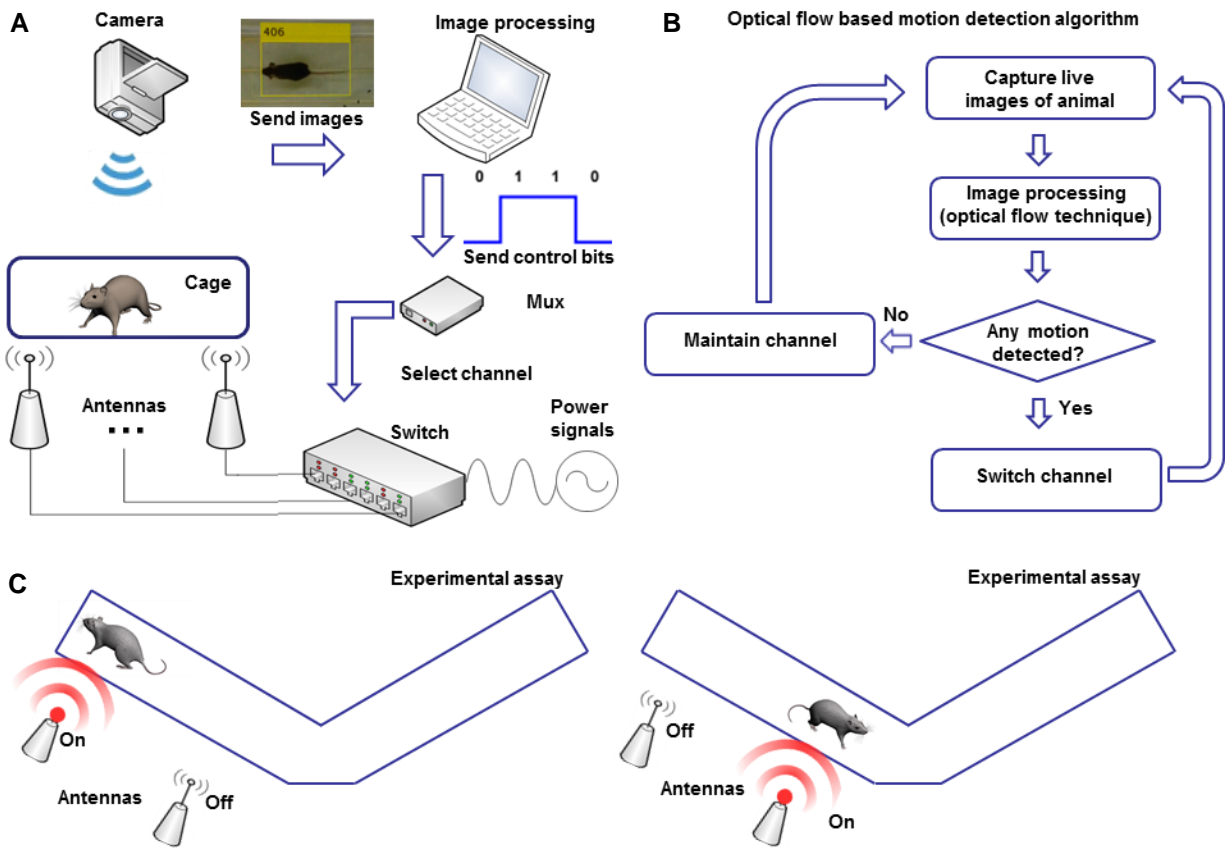 A
Camera
406
Send images
Image processing
0 1 1 0
Send control bits
Cage
Mux
Select channel
Antennas
...
Switch
Power
signals
B
Optical flow based motion detection algorithm
Capture live
images of animal
Image processing
(optical flow technique)
Any motion
detected?
No
Maintain channel
Yes
Switch channel
C
Experimental assay
On
Antennas
Off
Experimental assay
Off
Antennas
On